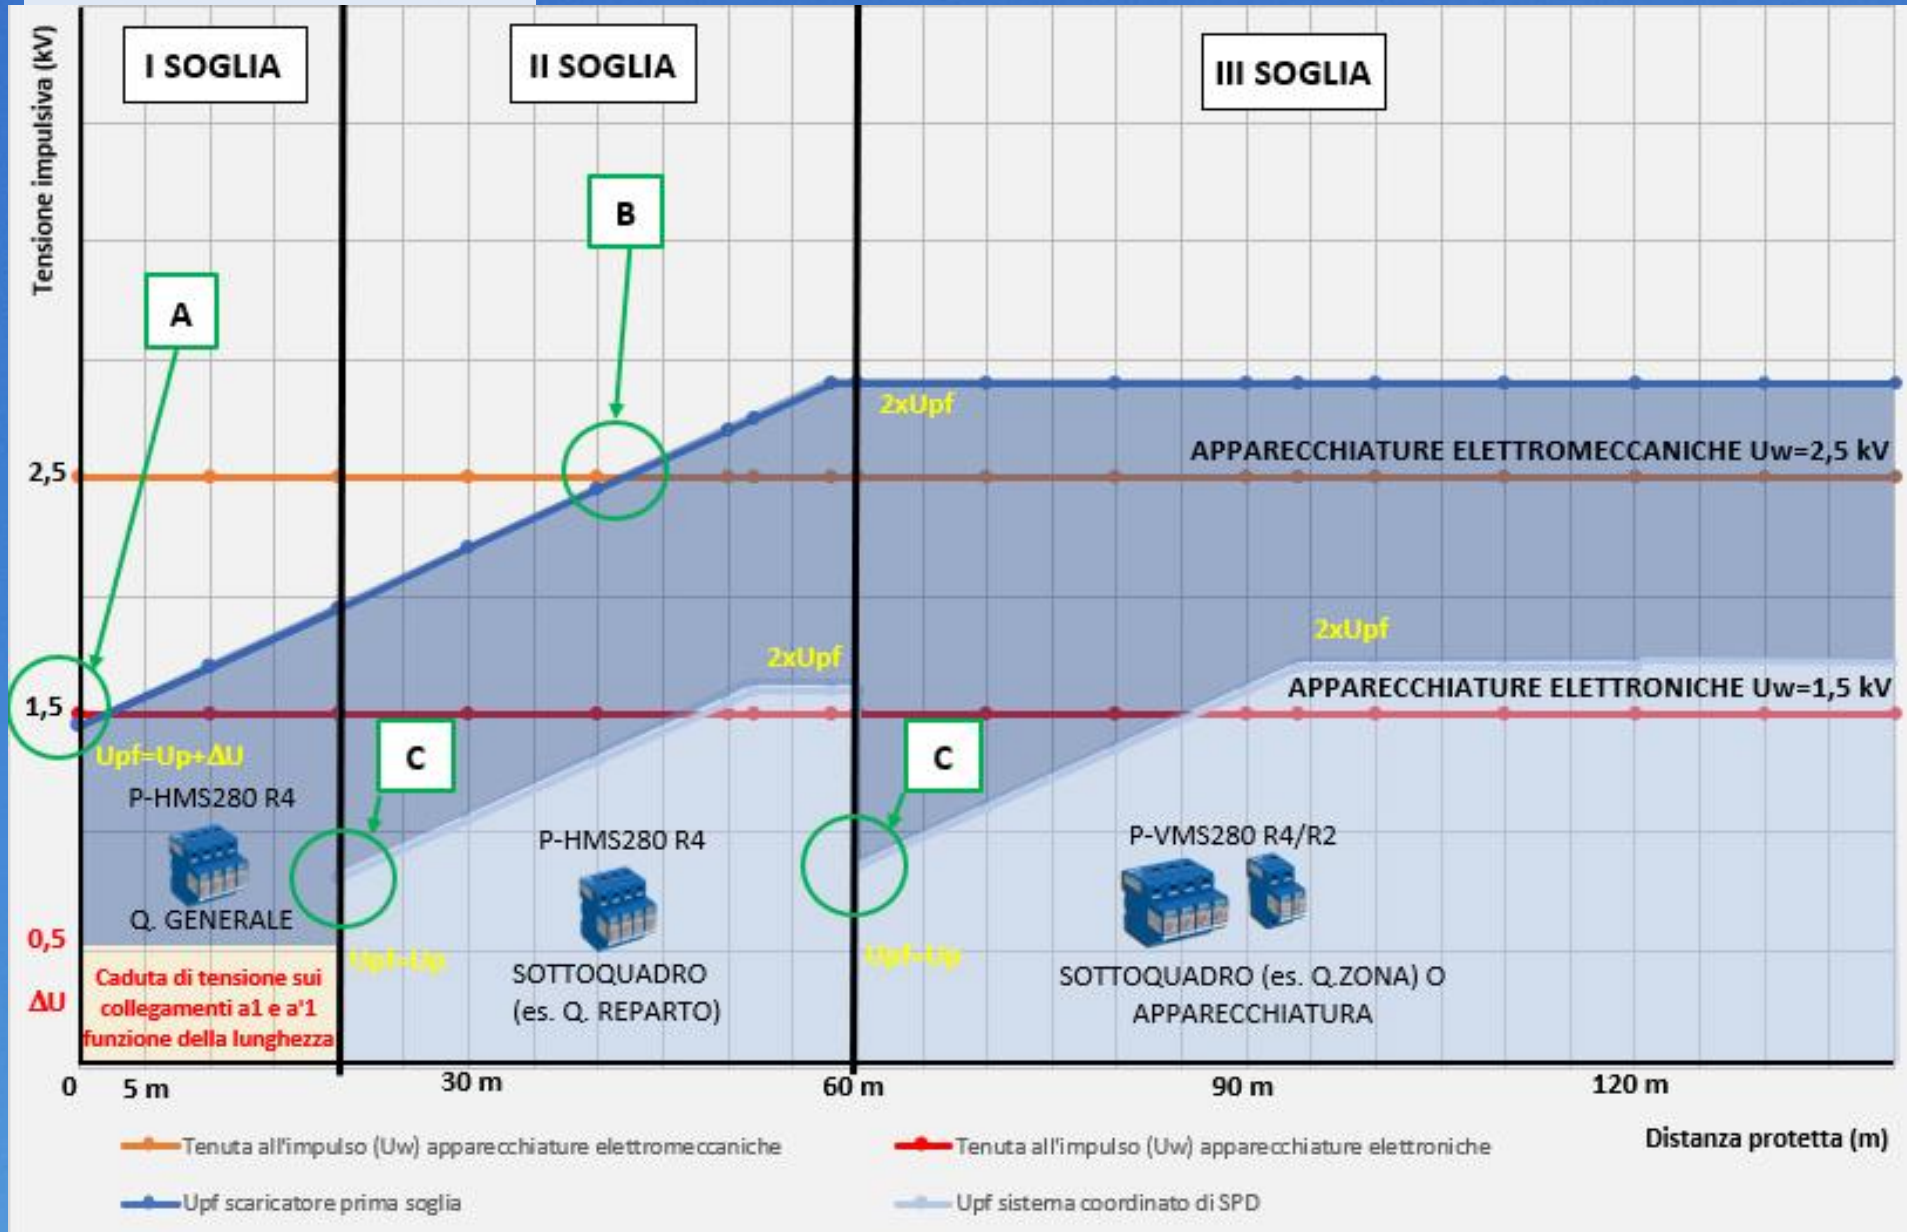 Tensione impulsiva (kV)
I SOGLIA
II SOGLIA
III SOGLIA
B
A
2xUpf
APPARECCHIATURE ELETTROMECCANICHE Uw=2,5 kV
2,5
2xUpf
2xUpf
APPARECCHIATURE ELETTRONICHE Uw=1,5 kV
1,5
Upf=Up+ΔU
C
C
P-HMS280 R4
P-HMS280 R4
P-VMS280 R4/R2
Q. GENERALE
0,5
Upf=Up
Upf=Up
Caduta di tensione sui
collegamenti a1 e a'1
funzione della lunghezza
ΔU
SOTTOQUADRO
(es. Q. REPARTO)
SOTTOQUADRO (es. Q.ZONA) O
APPARECCHIATURA
0
5 m
30 m
60 m
90 m
120 m
Tenuta all'impulso (Uw) apparecchiature elettromeccaniche
Tenuta all'impulso (Uw) apparecchiature elettroniche
Distanza protetta (m)
Upf scaricatore prima soglia
Upf sistema coordinato di SPD